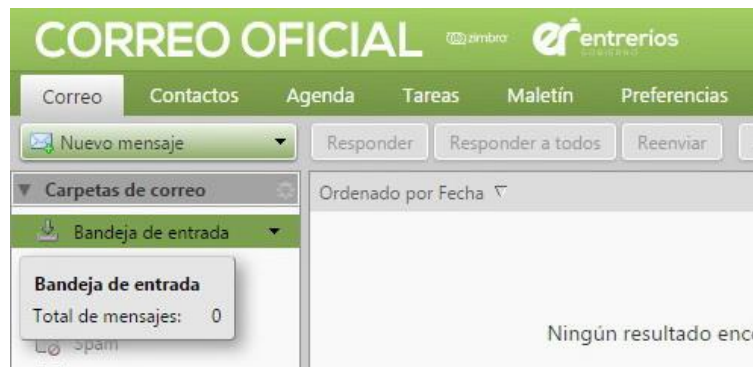 CORREO OFICIAL zimbra er entrerios
GOBIERNO
Correo Contactos Agenda Tareas Maletín Preferencias
Nuevo mensaje Responder Responder a todos Reenviar
Carpetas de correo Ordenado por Fecha
Bandeja de entrada
Bandeja de entrada
Total de mensajes: 0
Ningún resultado enc
Spam